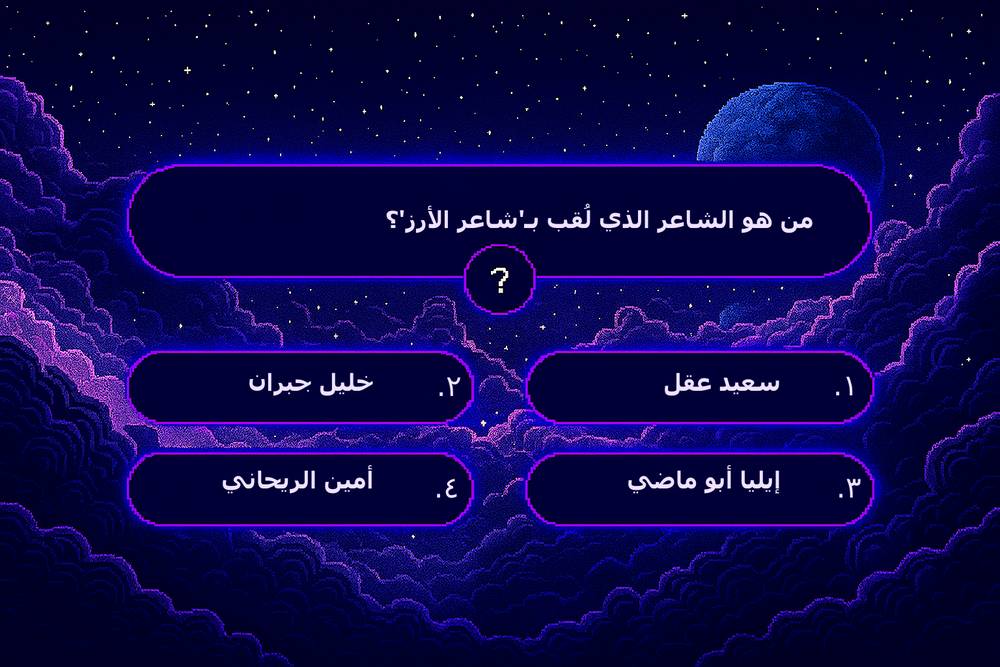 من هو الشاعر الذي لُقب بـ'شاعر الأرز'؟
?
١. سعيد عقل
٢. خليل جبران
٣. إيليا أبو ماضي
٤. أمين الريحاني